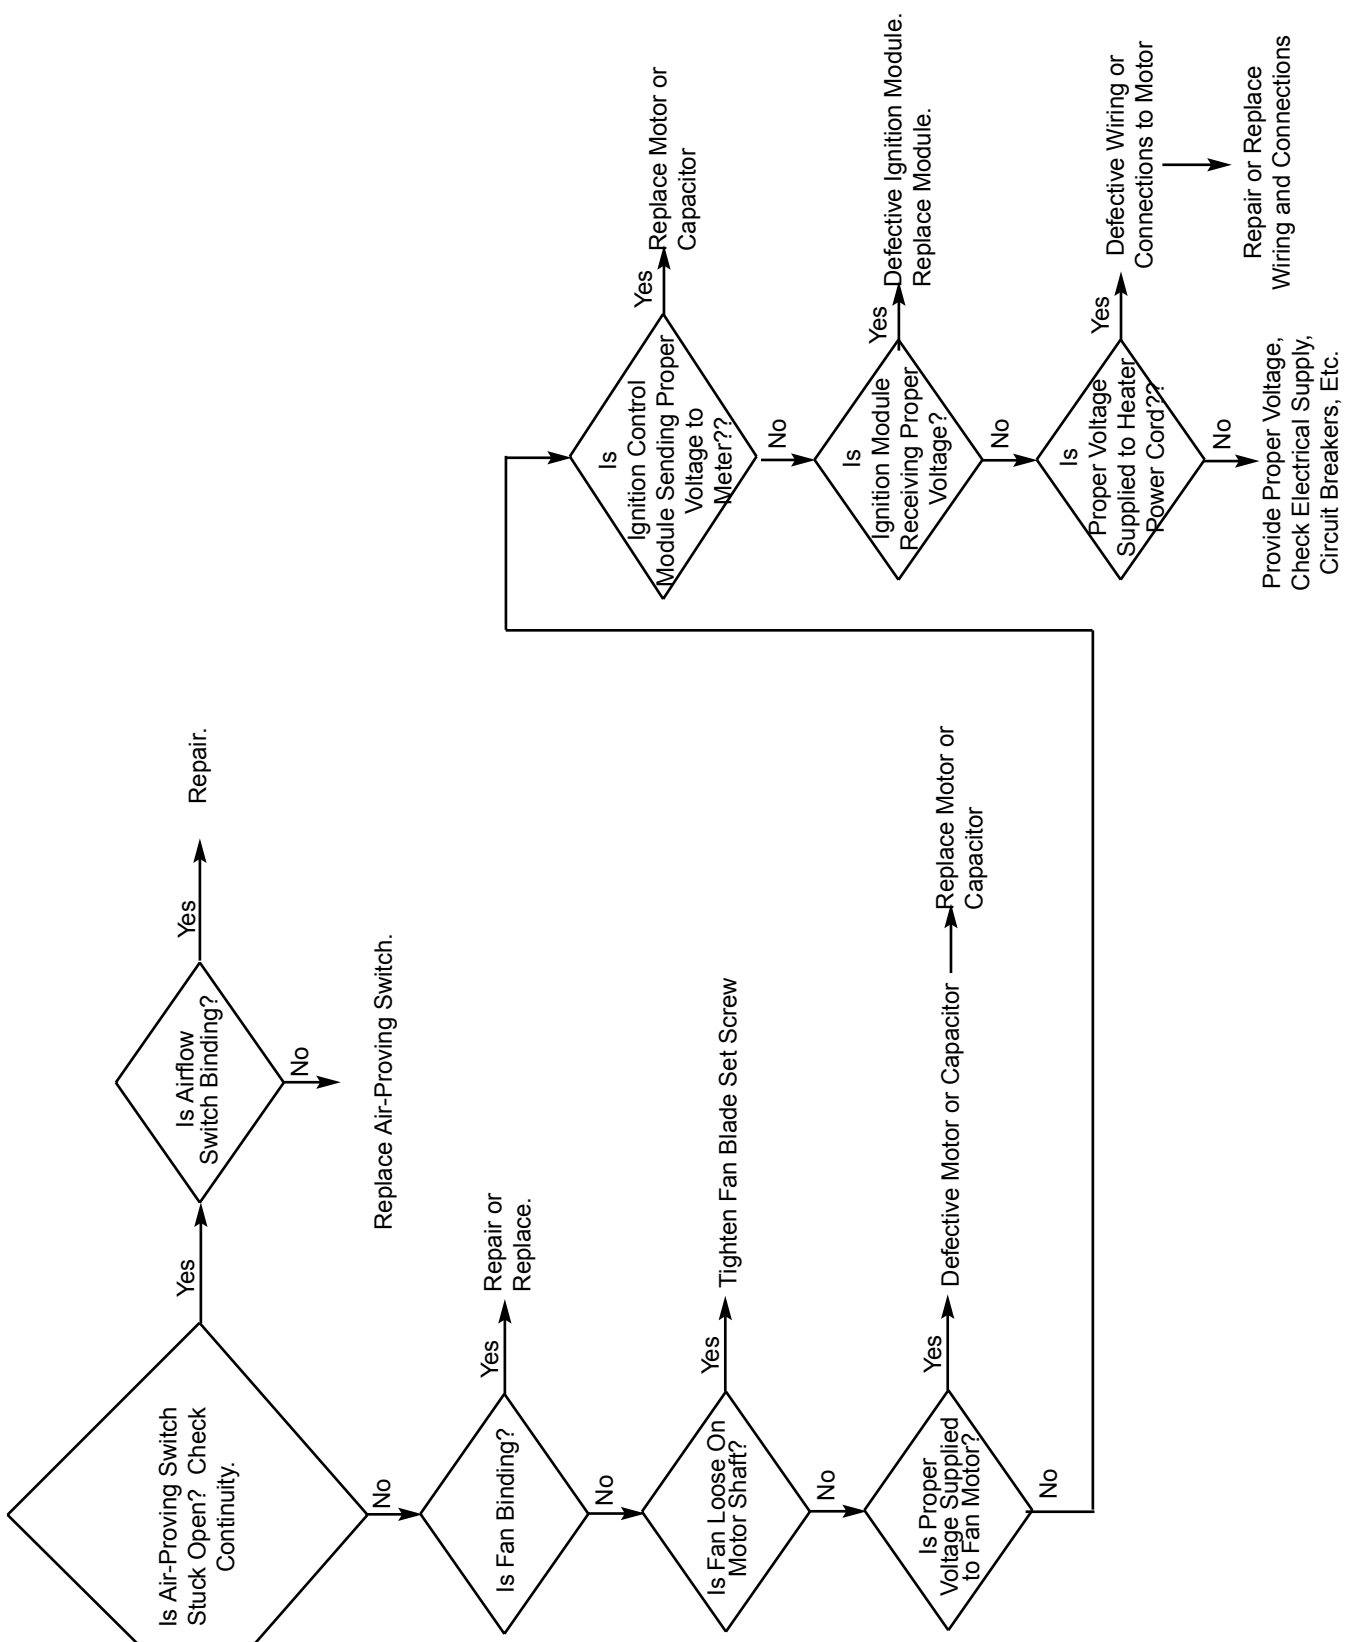 Is Air-Proving Switch
Stuck Open?  Check
Continuity.
Yes
Is Airflow
Switch Binding?
Yes
Repair.
No
Replace Air-Proving Switch.
No
Is Fan Binding?
Yes
Repair or
Replace.
No
Is Fan Loose On
Motor Shaft?
Yes
Tighten Fan Blade Set Screw
No
Is Proper
Voltage Supplied
to Fan Motor?
Yes
Defective Motor or Capacitor
Replace Motor or
Capacitor
No
Is
Ignition Control
Module Sending Proper
Voltage to
Meter??
Yes
Replace Motor or
Capacitor
No
Is
Ignition Module
Receiving Proper
Voltage?
Yes
Defective Ignition Module.
Replace Module.
No
Is
Proper Voltage
Supplied to Heater
Power Cord??
Yes
Defective Wiring or
Connections to Motor
Repair or Replace
Wiring and Connections
No
Provide Proper Voltage,
Check Electrical Supply,
Circuit Breakers, Etc.